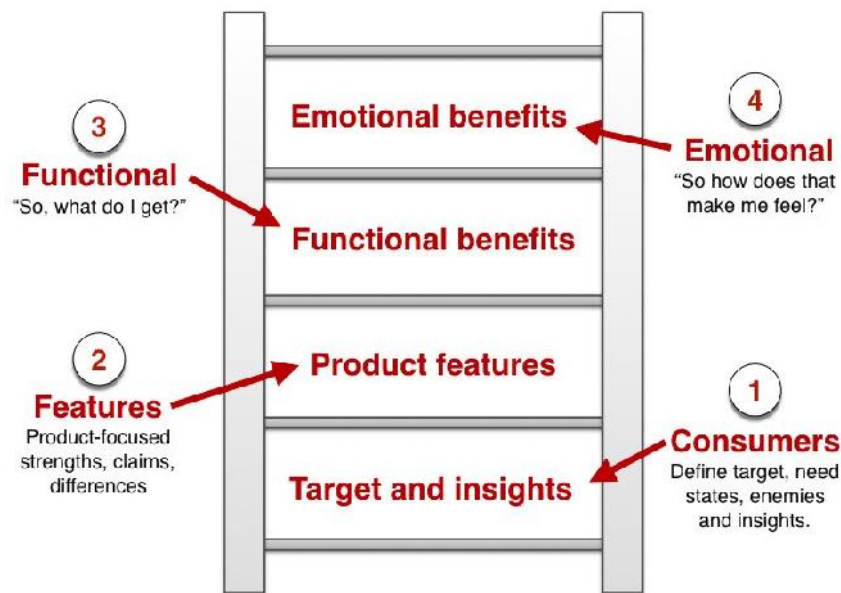 4
Emotional benefits
Emotional
"So how does that
make me feel?"
3
Functional
"So, what do I get?"
Functional benefits
2
Features
Product-focused
strengths, claims,
differences
Product features
1
Consumers
Define target, need
states, enemies
and insights.
Target and insights